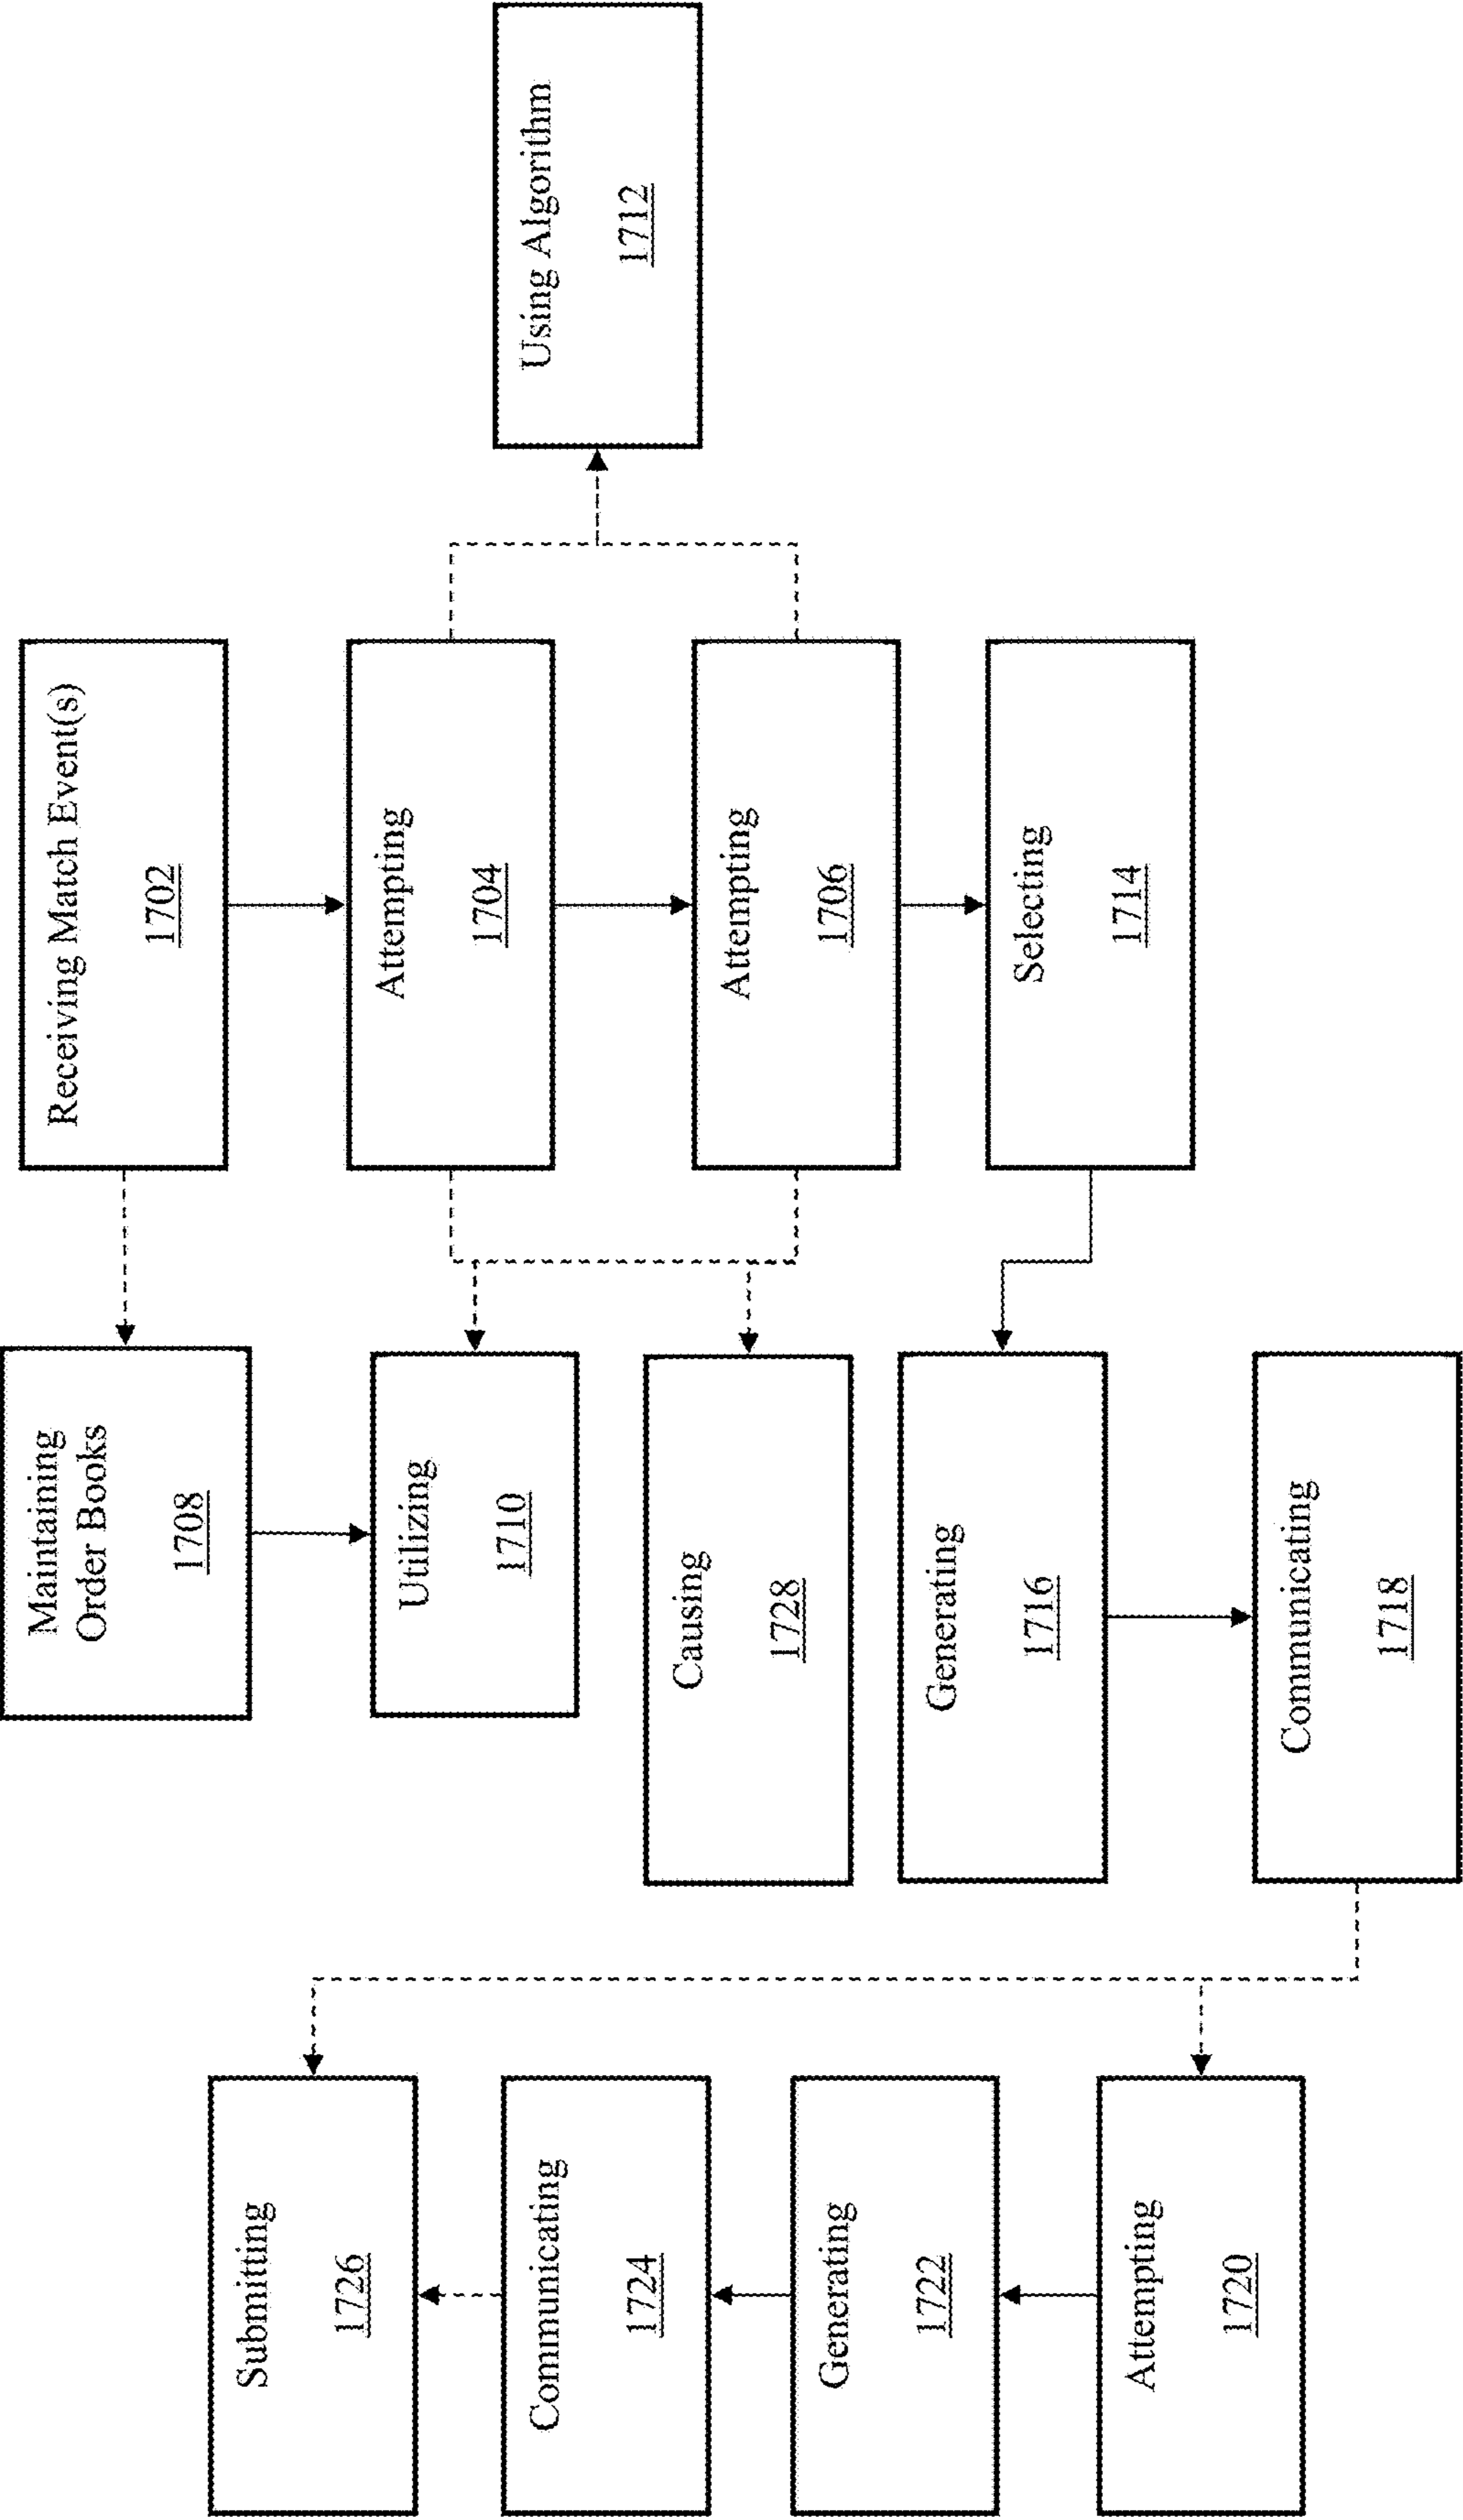 Using Algorithm
1712
Receiving Match Event(s)
1702
Attempting
1704
Attempting
1706
Selecting
1714
Maintaining
Order Books
1708
Utilizing
1710
Causing
1728
Generating
1716
Communicating
1718
Submitting
1726
Communicating
1724
Generating
1722
Attempting
1720